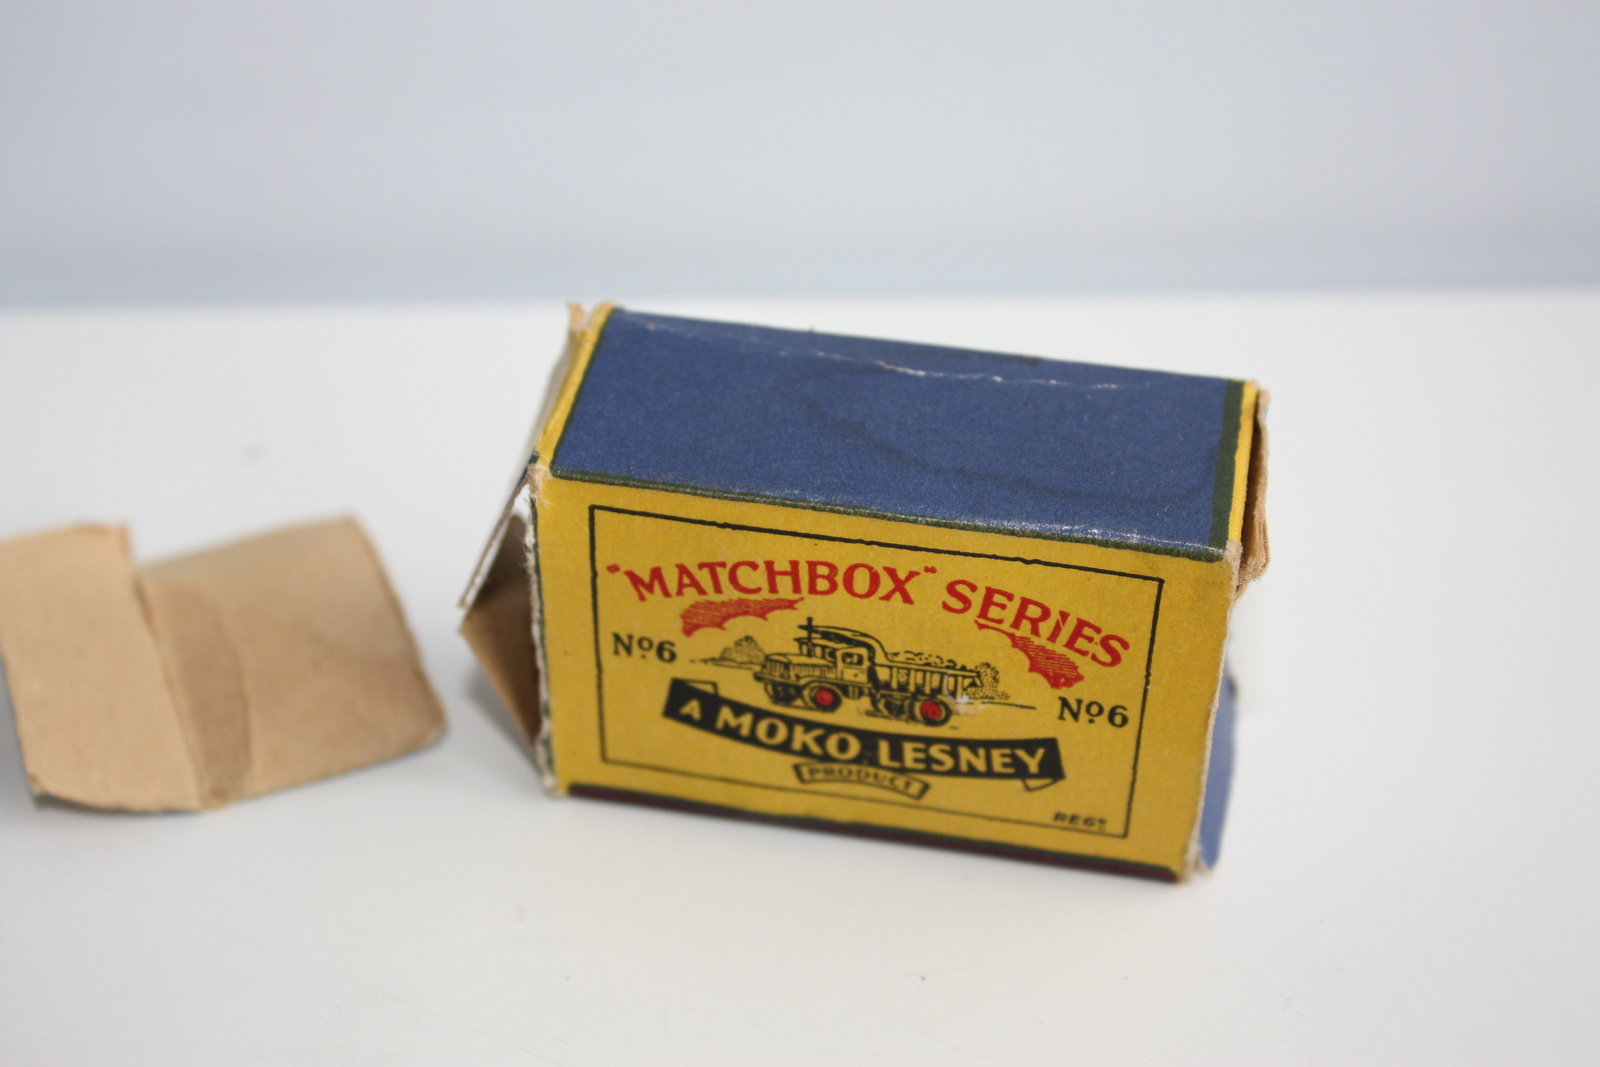 "MATCHBOX" SERIES
Nº6
Nº6
A MOKO LESNEY
PRODUCT
REGD